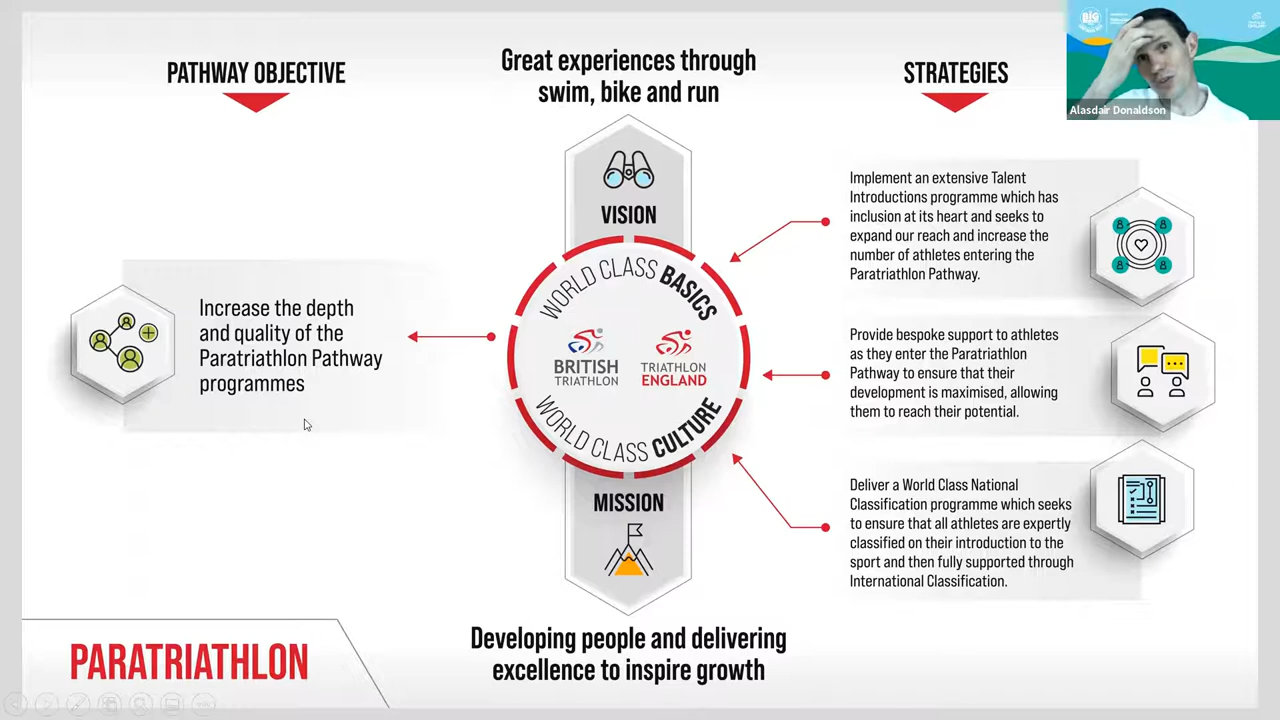 PATHWAY OBJECTIVE
Great experiences through
swim, bike and run
STRATEGIES
Alasdair Donaldson
VISION
WORLD CLASS BASICS
BRITISH
TRIATHLON
TRIATHLON
ENGLAND
WORLD CLASS CULTURE
MISSION
Developing people and delivering
excellence to inspire growth
Increase the depth
and quality of the
Paratriathlon Pathway
programmes
Implement an extensive Talent
Introductions programme which has
inclusion at its heart and seeks to
expand our reach and increase the
number of athletes entering the
Paratriathlon Pathway.
Provide bespoke support to athletes
as they enter the Paratriathlon
Pathway to ensure that their
development is maximised, allowing
them to reach their potential.
Deliver a World Class National
Classification programme which seeks
to ensure that all athletes are expertly
classified on their introduction to the
sport and then fully supported through
International Classification.
PARATRIATHLON
BIG